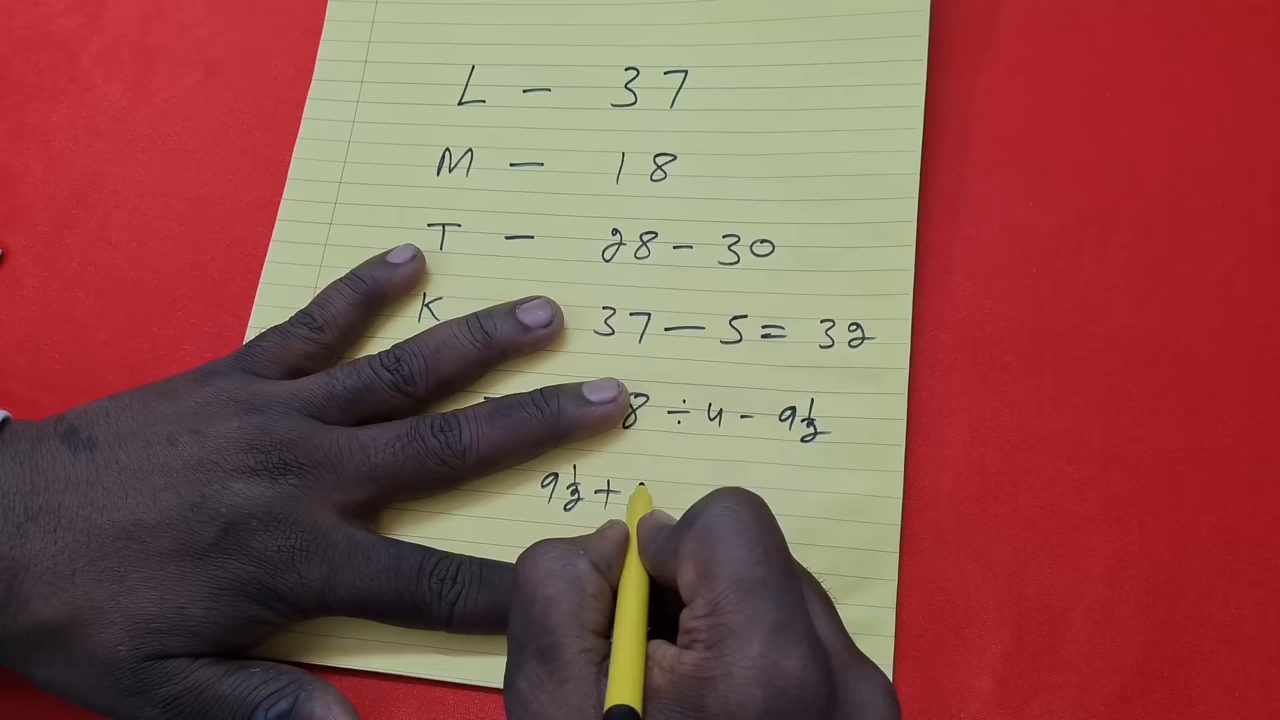 L - 37
M - 18
T - 28 - 30
K 37 - 5 = 32
8 ÷ 4 - 9½
9½ +